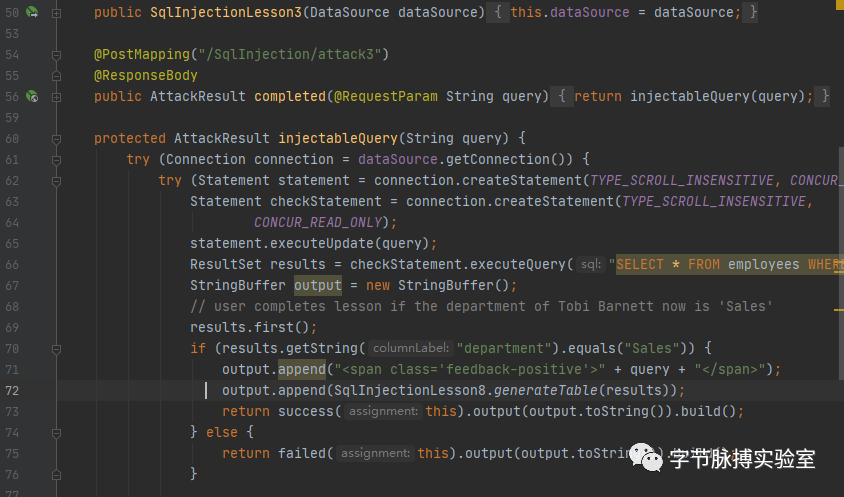 50 public SqlInjectionLesson3(DataSource dataSource) { this.dataSource = dataSource; }
53
54 @PostMapping("/SqlInjection/attack3")
55 @ResponseBody
56 public AttackResult completed(@RequestParam String query) { return injectableQuery(query); }
59
60 protected AttackResult injectableQuery(String query) {
61 try (Connection connection = dataSource.getConnection()) {
62 try (Statement statement = connection.createStatement(TYPE_SCROLL_INSENSITIVE, CONCUR_
63 Statement checkStatement = connection.createStatement(TYPE_SCROLL_INSENSITIVE,
64 CONCUR_READ_ONLY);
65 statement.executeUpdate(query);
66 ResultSet results = checkStatement.executeQuery( sql: "SELECT * FROM employees WHERE
67 StringBuffer output = new StringBuffer();
68 // user completes lesson if the department of Tobi Barnett now is 'Sales'
69 results.first();
70 if (results.getString( columnLabel: "department").equals("Sales")) {
71 output.append("<span class='feedback-positive'>" + query + "</span>");
72 output.append(SqlInjectionLesson8.generateTable(results));
73 return success( assignment: this).output(output.toString()).build();
74 } else {
75 return failed( assignment: this).output(output.toString()).build();
76 }
77
字节脉搏实验室